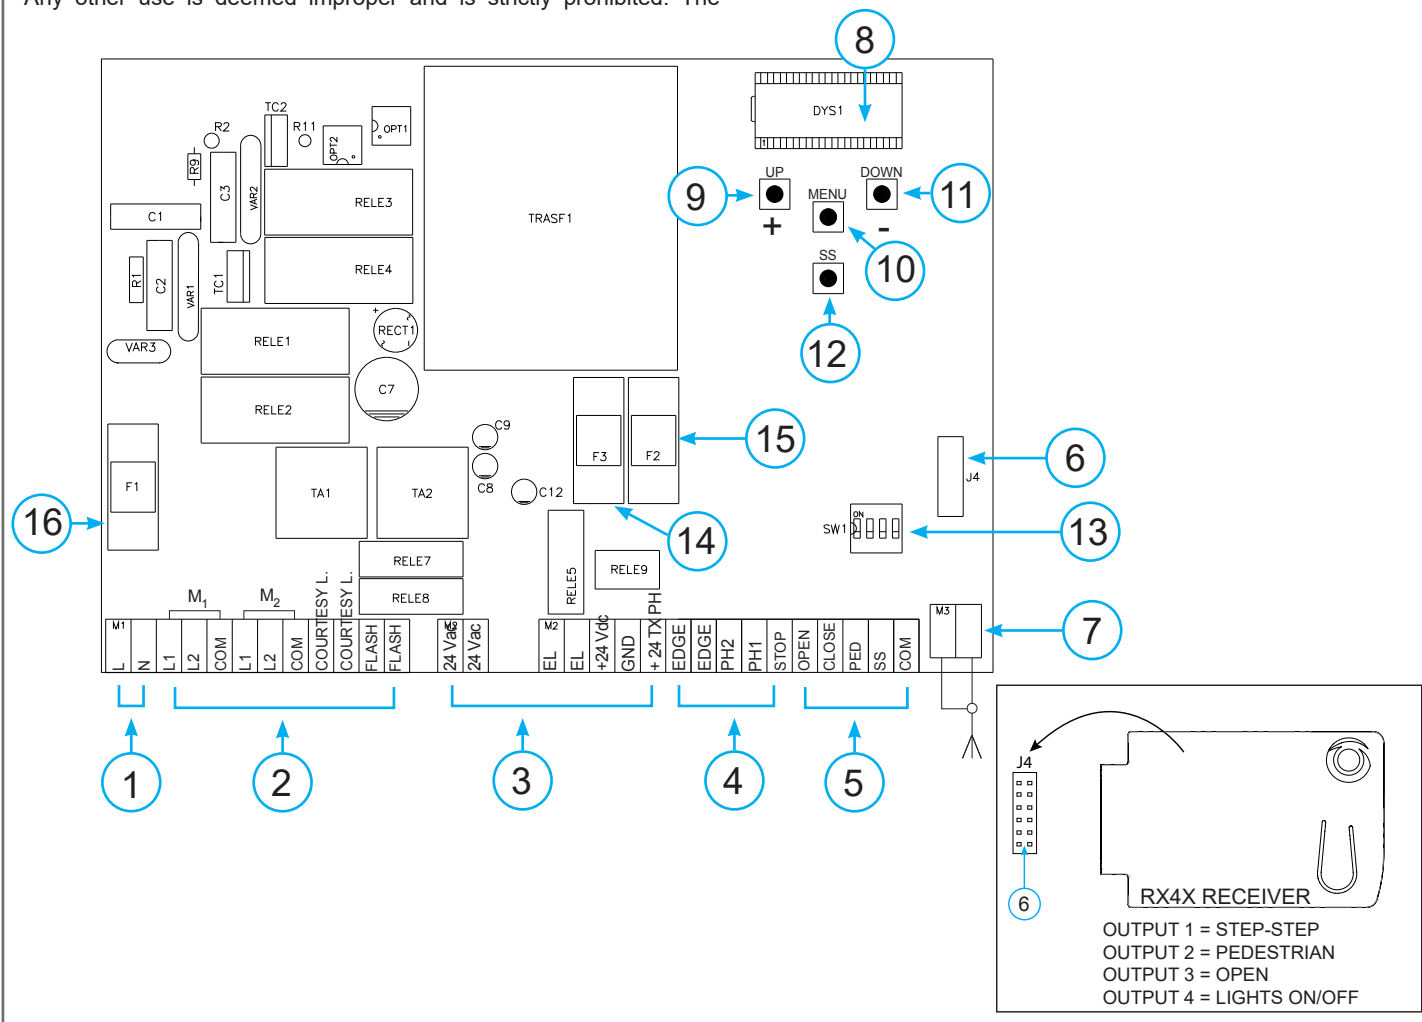 Any other use is deemed improper and is strictly prohibited. The
8
TC2
R2
R11
OPT1
OPT2
DYS1
1
R9
C3
VAR2
RELE3
TRASF1
9
UP
DOWN
11
MENU
+
-
C1
10
SS
RELE4
R1
C2
VAR1
TC1
12
RELE1
+
RECT1
VAR3
C7
RELE2
C9
15
F3
F2
6
J4
F1
TA1
TA2
C8
C12
16
14
ON
SW1
13
RELE7
RELE5
RELE9
RELE8
M1
M2
M1
L
N
L1
L2
COM
L1
L2
COM
COURTESY L.
COURTESY L.
FLASH
FLASH
M2
24 Vac
24 Vac
M2
EL
EL
+24 Vdc
GND
+ 24 TX PH
EDGE
EDGE
PH2
PH1
STOP
OPEN
CLOSE
PED
SS
COM
M3
7
1
2
3
4
5
J4
6
RX4X RECEIVER
OUTPUT 1 = STEP-STEP
OUTPUT 2 = PEDESTRIAN
OUTPUT 3 = OPEN
OUTPUT 4 = LIGHTS ON/OFF